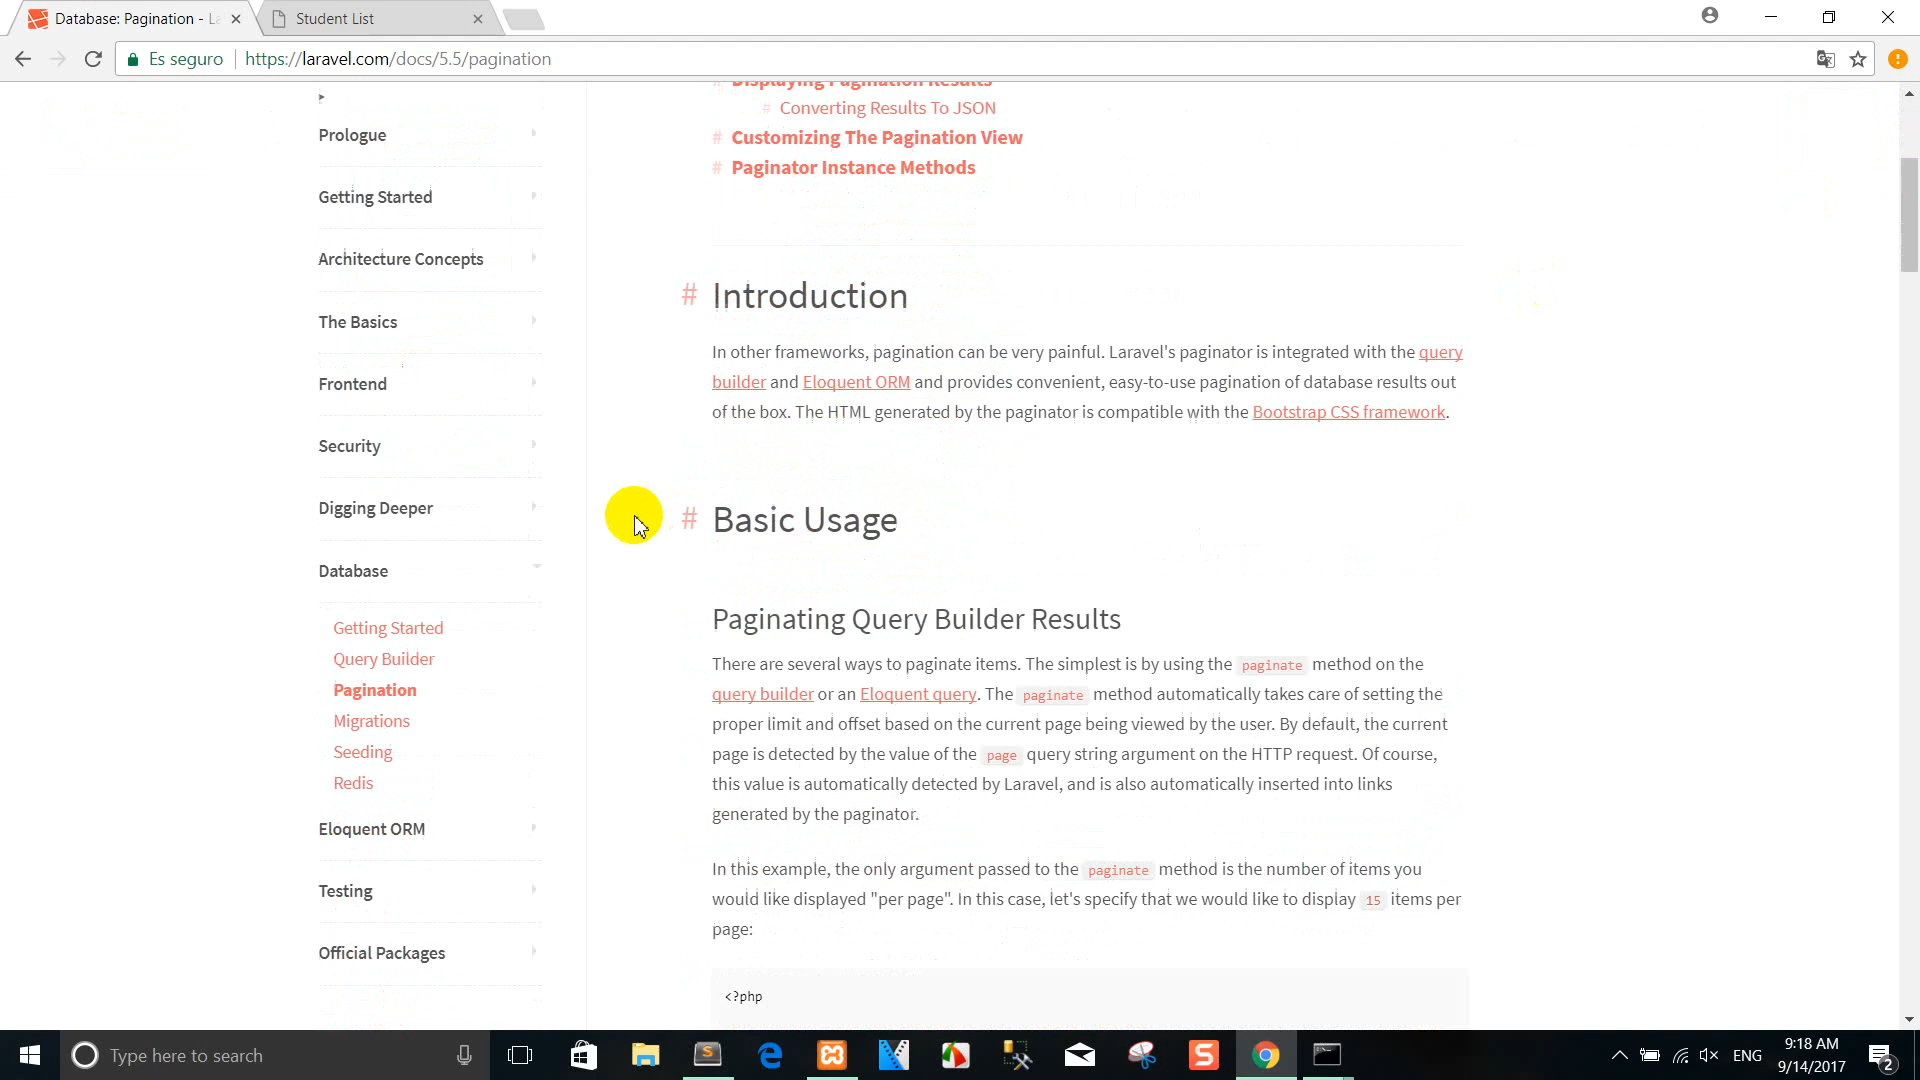 Database: Pagination - La
Student List
Es seguro
https://laravel.com/docs/5.5/pagination
Prologue
Getting Started
Architecture Concepts
The Basics
Frontend
Security
Digging Deeper
Database
Getting Started
Query Builder
Pagination
Migrations
Seeding
Redis
Eloquent ORM
Testing
Official Packages
# Displaying Pagination Results
# Converting Results To JSON
# Customizing The Pagination View
# Paginator Instance Methods
# Introduction
In other frameworks, pagination can be very painful. Laravel's paginator is integrated with the query
builder and Eloquent ORM and provides convenient, easy-to-use pagination of database results out
of the box. The HTML generated by the paginator is compatible with the Bootstrap CSS framework.
# Basic Usage
Paginating Query Builder Results
There are several ways to paginate items. The simplest is by using the paginate method on the
query builder or an Eloquent query. The paginate method automatically takes care of setting the
proper limit and offset based on the current page being viewed by the user. By default, the current
page is detected by the value of the page query string argument on the HTTP request. Of course,
this value is automatically detected by Laravel, and is also automatically inserted into links
generated by the paginator.
In this example, the only argument passed to the paginate method is the number of items you
would like displayed "per page". In this case, let's specify that we would like to display 15 items per
page:
<?php
Type here to search
ENG
9:18 AM
9/14/2017
2